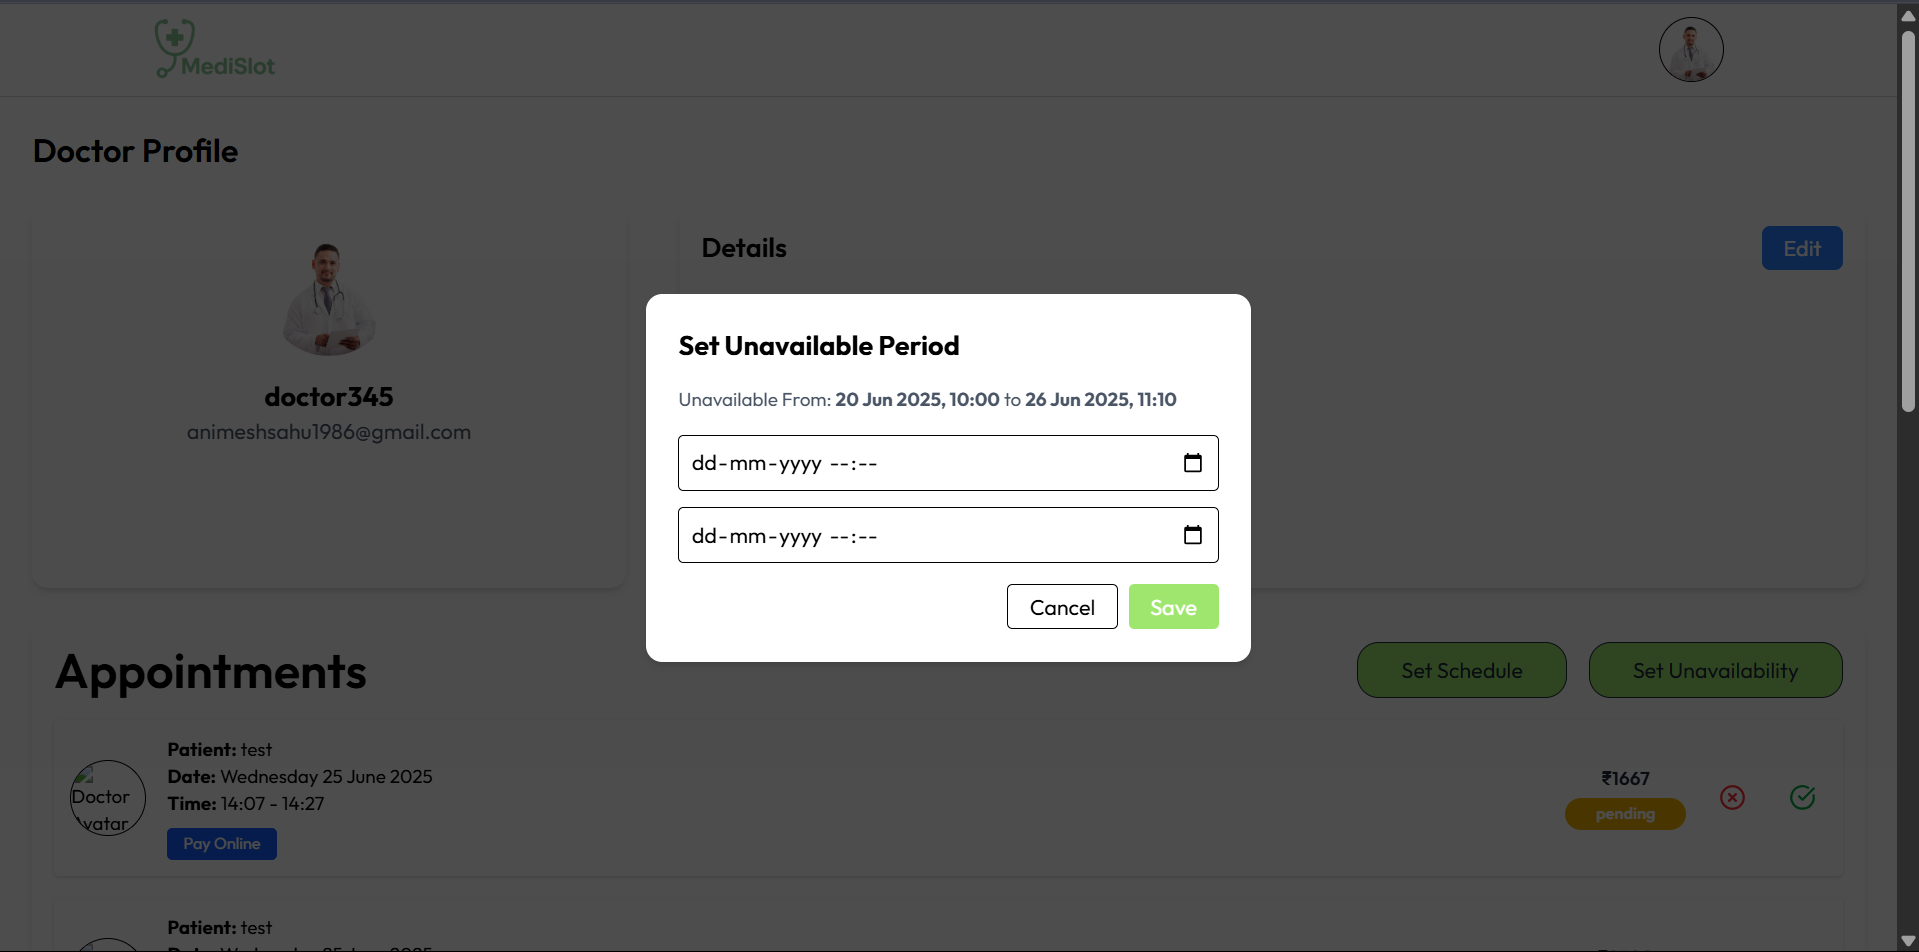 MediSlot
Doctor Profile
doctor345
animeshsahu1986@gmail.com
Details
Edit
Set Unavailable Period
Unavailable From: 20 Jun 2025, 10:00 to 26 Jun 2025, 11:10
dd-mm-yyyy --:--
dd-mm-yyyy --:--
Cancel
Save
Appointments
Set Schedule
Set Unavailability
Doctor
Patient: test
Date: Wednesday 25 June 2025
Time: 14:07 - 14:27
Pay Online
₹1667
pending
Patient: test